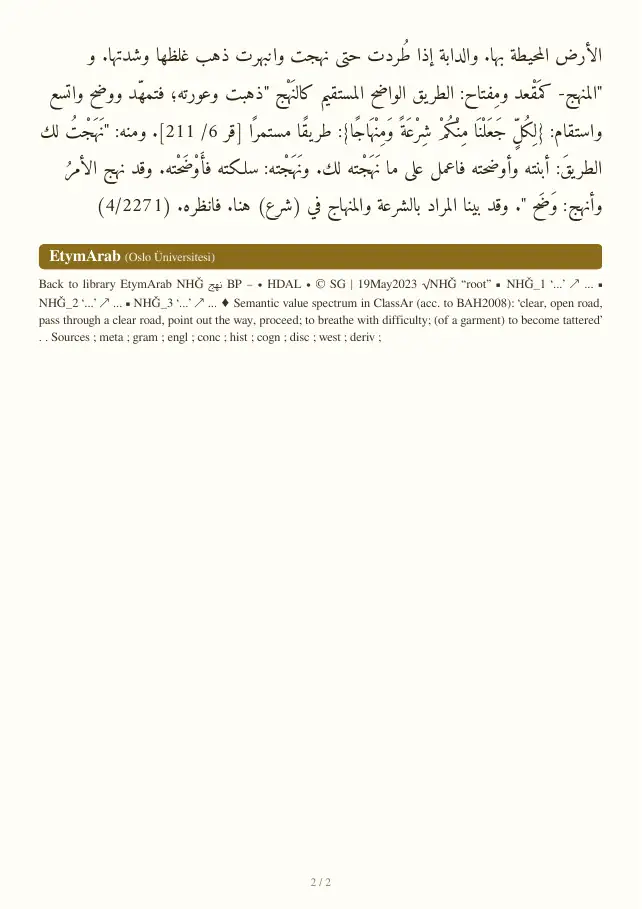 الأرض المحيطة بها. والدابة إذا طُردت حتى نهجت وانبهرت ذهب غلظها وشدتها. و
"المنهج- كمَقْعد ومِفتاح: الطريق الواضح المستقيم كالنَهْج "ذهبت وعورته؛ فتمهّد ووضح واتسع
واستقام: {لِكُلٍّ جَعَلْنَا مِنْكُمْ شِرْعَةً وَمِنْهَاجًا}: طريقًا مستمرًا [قر 6/ 211]. ومنه: "نَهَجْتُ لك
الطريقَ: أبنته وأوضحته فاعمل على ما نَهَجْته لك. ونَهَجْته: سلكته فأَوْضَحْته. وقد نهج الأمرُ
وأنهج: وَضَح ". وقد بينا المراد بالشرعة والمنهاج في (شرع) هنا. فانظره. (4/2271)
EtymArab (Oslo Üniversitesi)
Back to library EtymArab NHǦ نهج BP – • HDAL • © SG | 19May2023 √NHǦ “root” ▪ NHǦ_1 ‘...’ ↗ ... ▪
NHǦ_2 ‘...’ ↗ ... ▪ NHǦ_3 ‘...’ ↗ ... ♦ Semantic value spectrum in ClassAr (acc. to BAH2008): ‘clear, open road,
pass through a clear road, point out the way, proceed; to breathe with difficulty; (of a garment) to become tattered’
. . Sources ; meta ; gram ; engl ; conc ; hist ; cogn ; disc ; west ; deriv ;
2 / 2